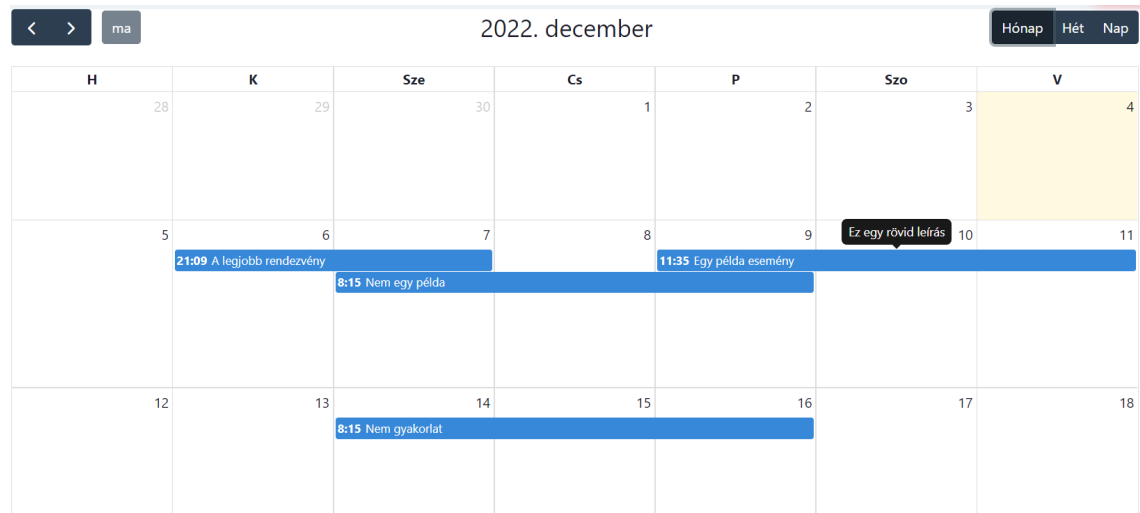 ma 2022. december Hónap Hét Nap
H K Sze Cs P Szo V
28 29 30 1 2 3 4
5 6 7 8 9 Ez egy rövid leírás 10 11
21:09 A legjobb rendezvény 11:35 Egy példa esemény
8:15 Nem egy példa
12 13 14 15 16 17 18
8:15 Nem gyakorlat